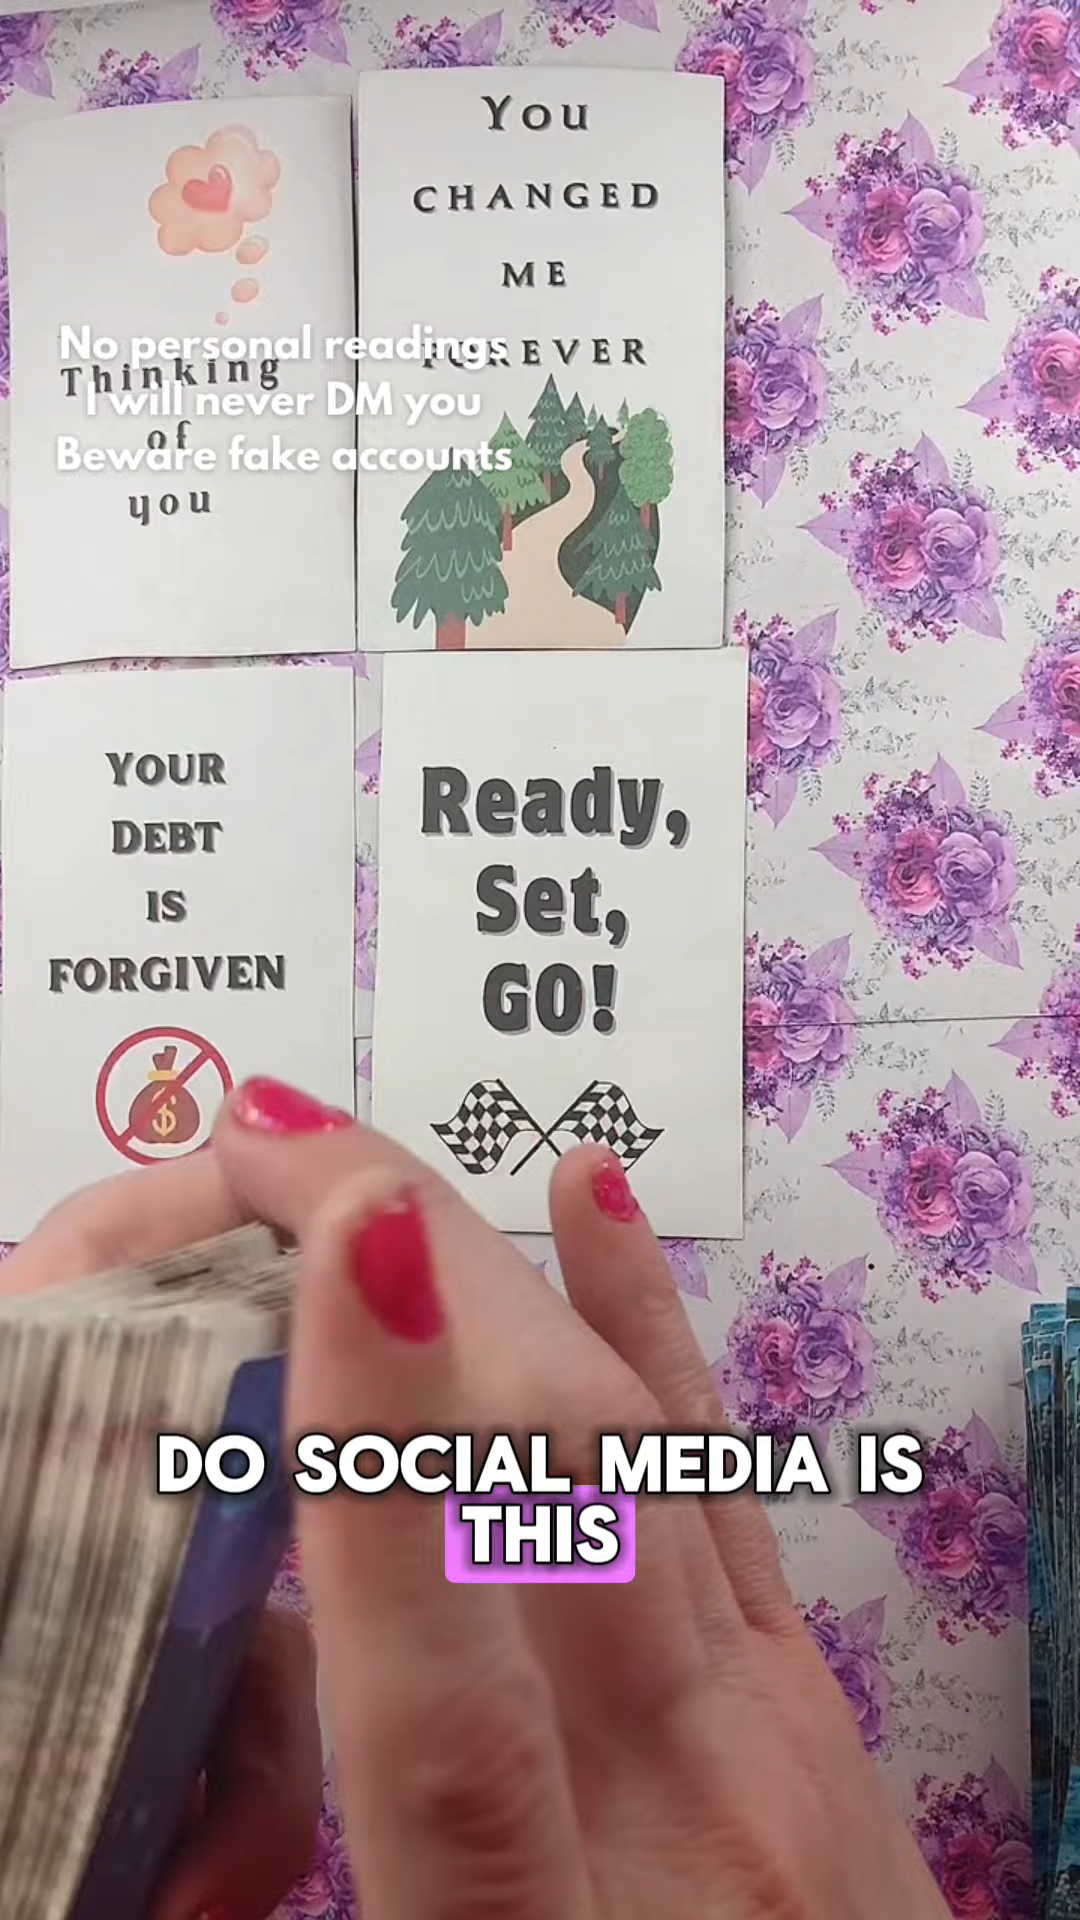 You
CHANGED
ME
FOREVER
No personal readings
I will never DM you
Beware fake accounts
Thinking
of
you
YOUR
DEBT
IS
FORGIVEN
$
Ready,
Set,
GO!
DO SOCIAL MEDIA IS
THIS